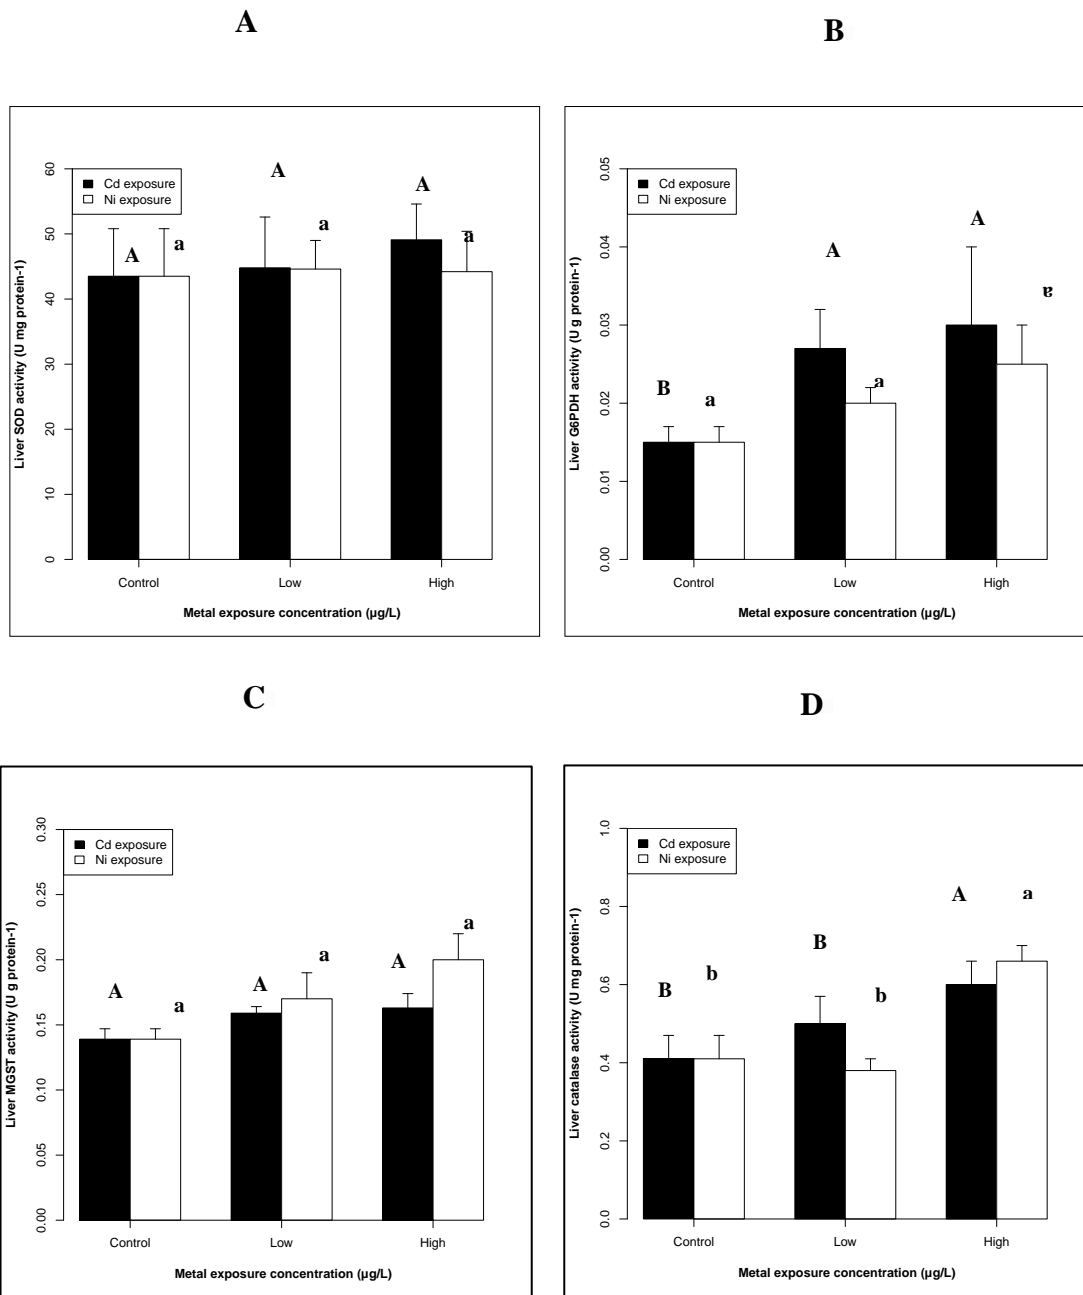 A
B
60
50
40
30
20
10
0
Liver SOD activity (U mg protein-1)
Cd exposure
Ni exposure
A
a
A
a
A
a
Control
Low
High
Metal exposure concentration (µg/L)
0.05
0.04
0.03
0.02
0.01
0.00
Liver G6PDH activity (U g protein-1)
Cd exposure
Ni exposure
B
a
A
a
A
a
Control
Low
High
Metal exposure concentration (µg/L)
C
D
0.30
0.25
0.20
0.15
0.10
0.05
0.00
Liver MGST activity (U g protein-1)
Cd exposure
Ni exposure
A
a
A
a
A
a
Control
Low
High
Metal exposure concentration (µg/L)
1.0
0.8
0.6
0.4
0.2
0.0
Liver catalase activity (U mg protein-1)
Cd exposure
Ni exposure
B
b
B
b
A
a
Control
Low
High
Metal exposure concentration (µg/L)